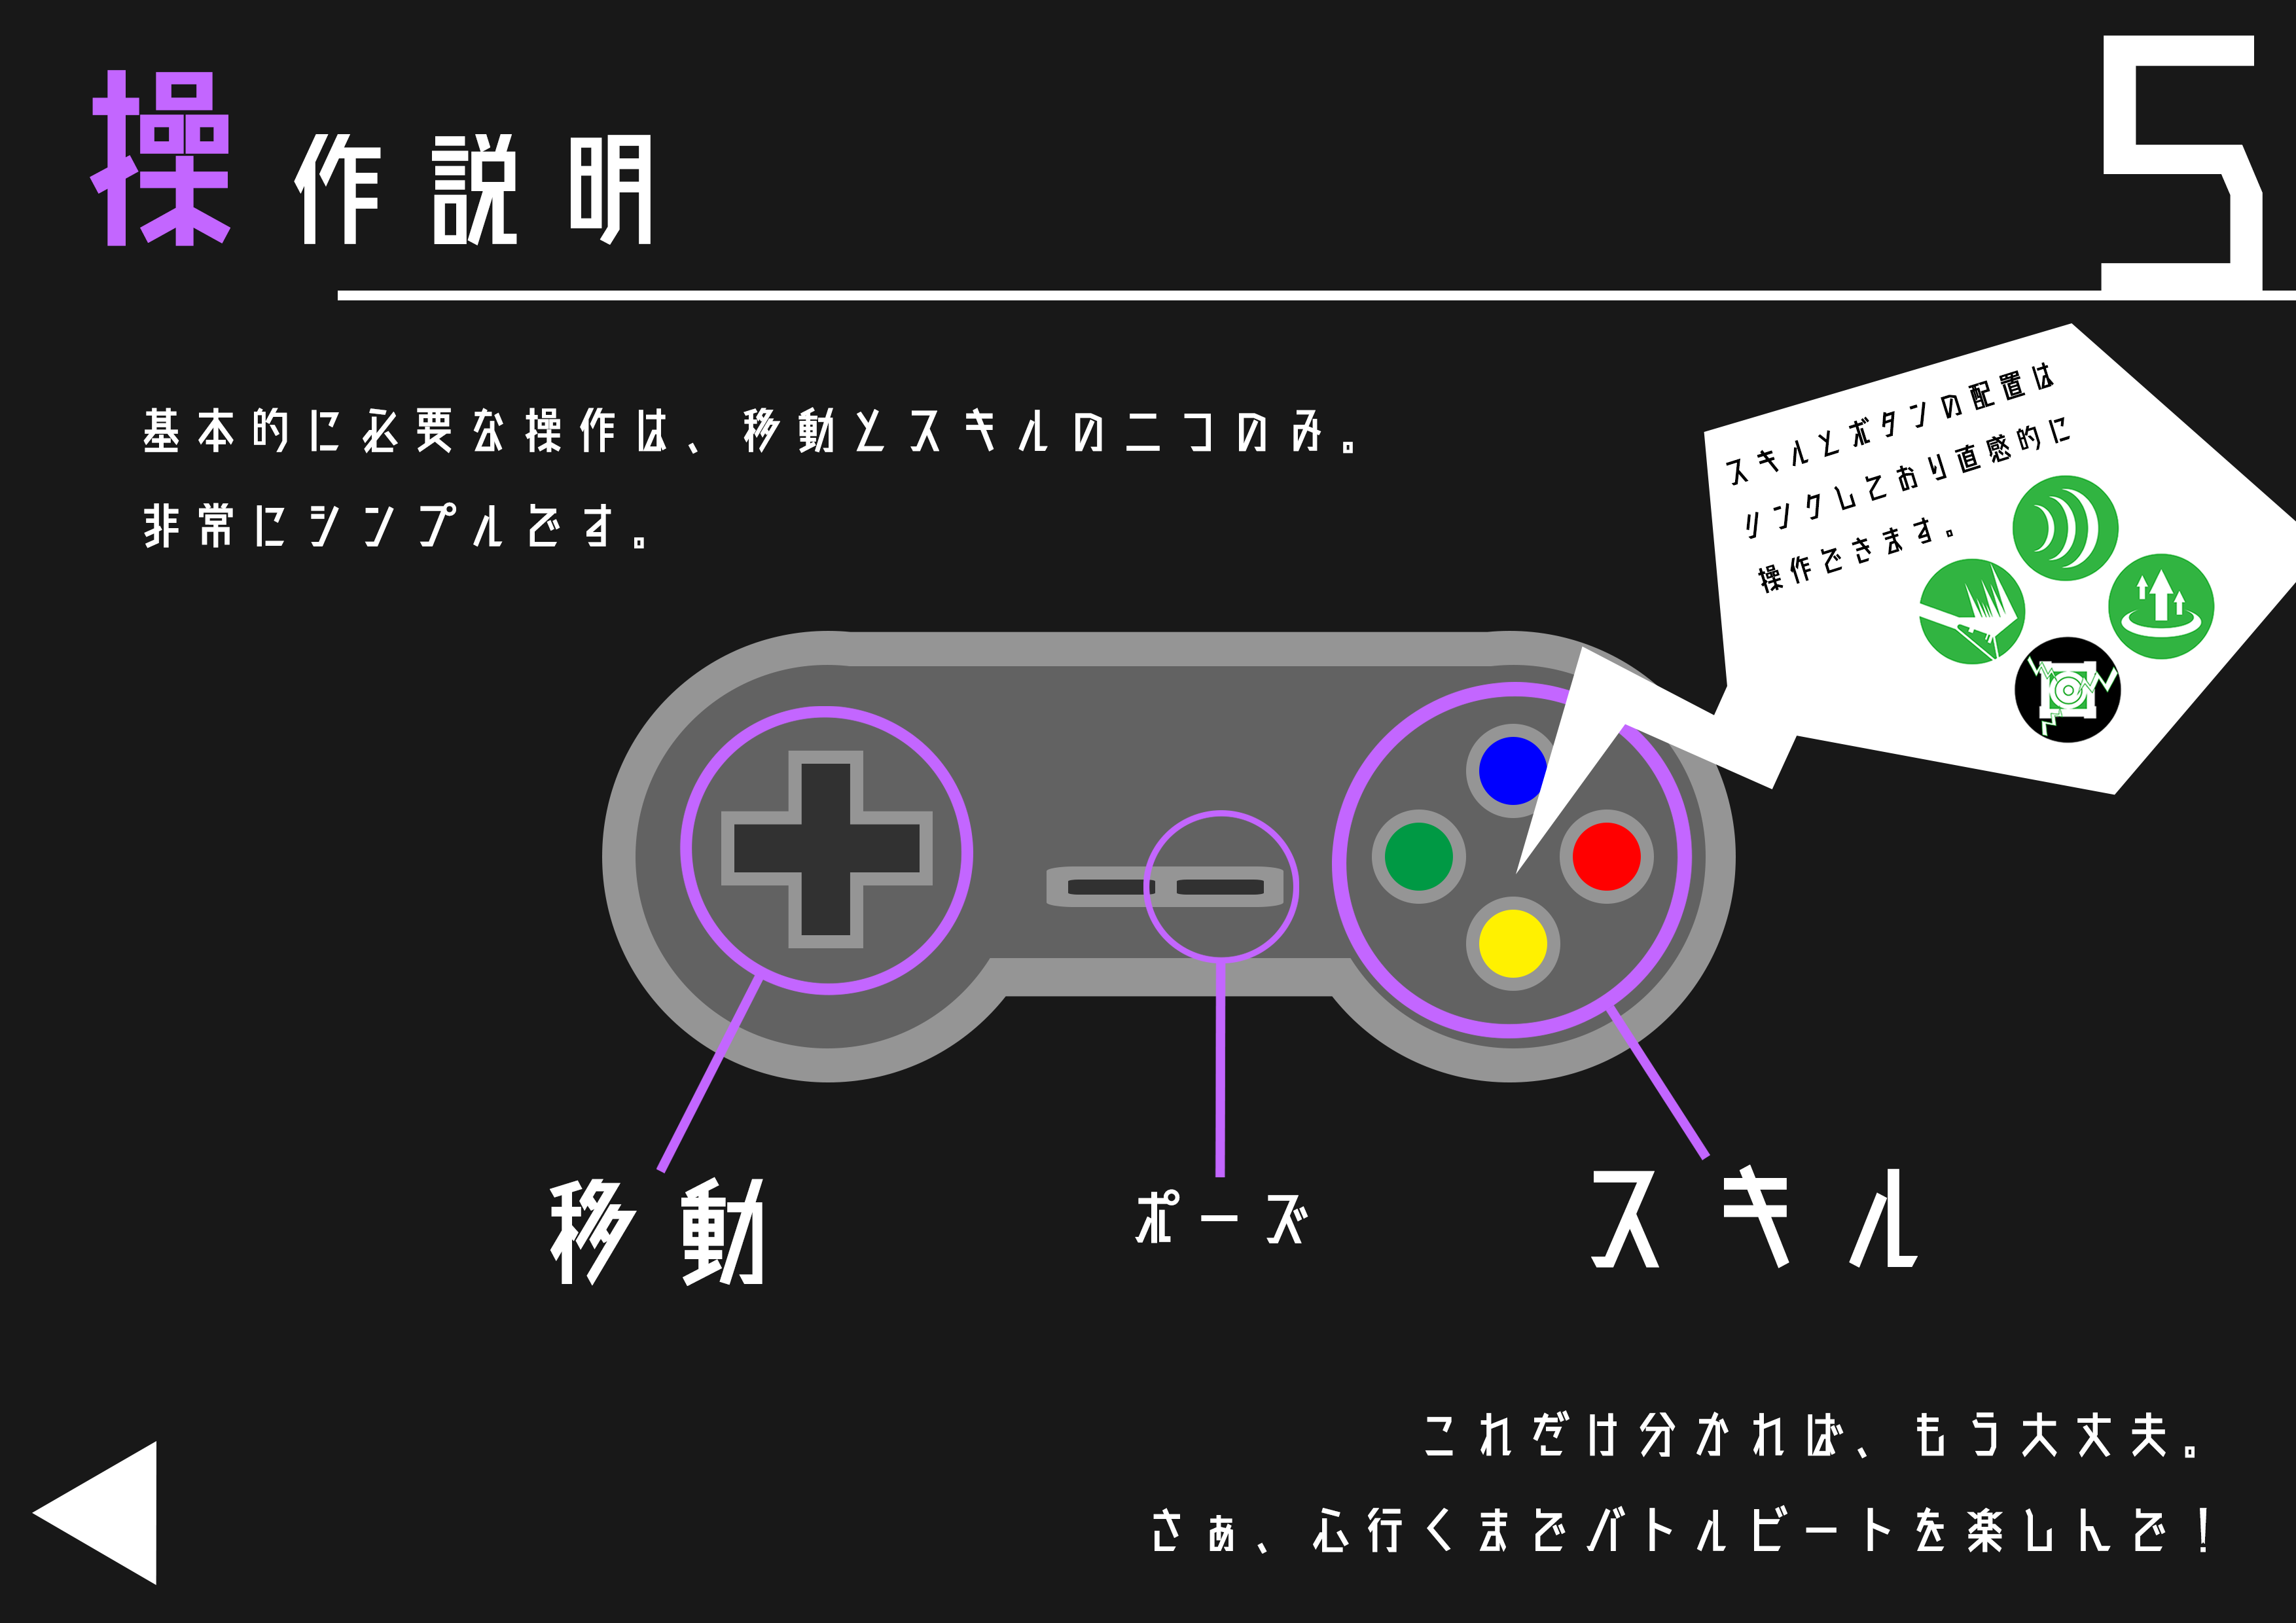 操作説明
5
基本的に必要な操作は、移動とスキルの二つのみ。
非常にシンプルです。
スキルとボタンの配置は
リンクしており直感的に
操作できます。
移動
ポーズ
スキル
これだけ分かれば、もう大丈夫。
さぁ、心行くまでバトルビートを楽しんで!